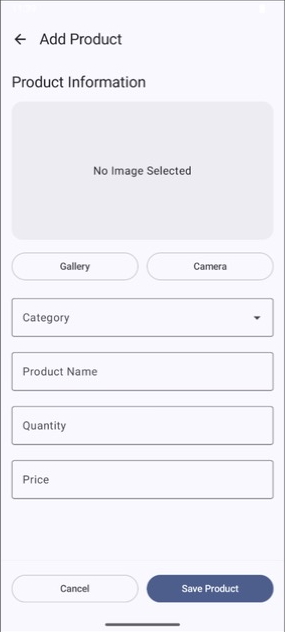 Add Product
Product Information
No Image Selected
Gallery
Camera
Category
Product Name
Quantity
Price
Cancel
Save Product